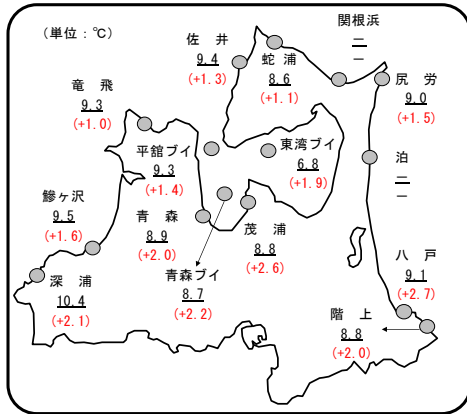 (単位：℃)
関根浜
―
―
佐井
9.4
(+1.3)
蛇浦
8.6
(+1.1)
尻労
9.0
(+1.5)
竜飛
9.3
(+1.0)
平舘ブイ
9.3
(+1.4)
東湾ブイ
6.8
(+1.9)
泊
―
―
鰺ヶ沢
9.5
(+1.6)
青森
8.9
(+2.0)
茂浦
8.8
(+2.6)
八戸
9.1
(+2.7)
深浦
10.4
(+2.1)
青森ブイ
8.7
(+2.2)
階上
8.8
(+2.0)